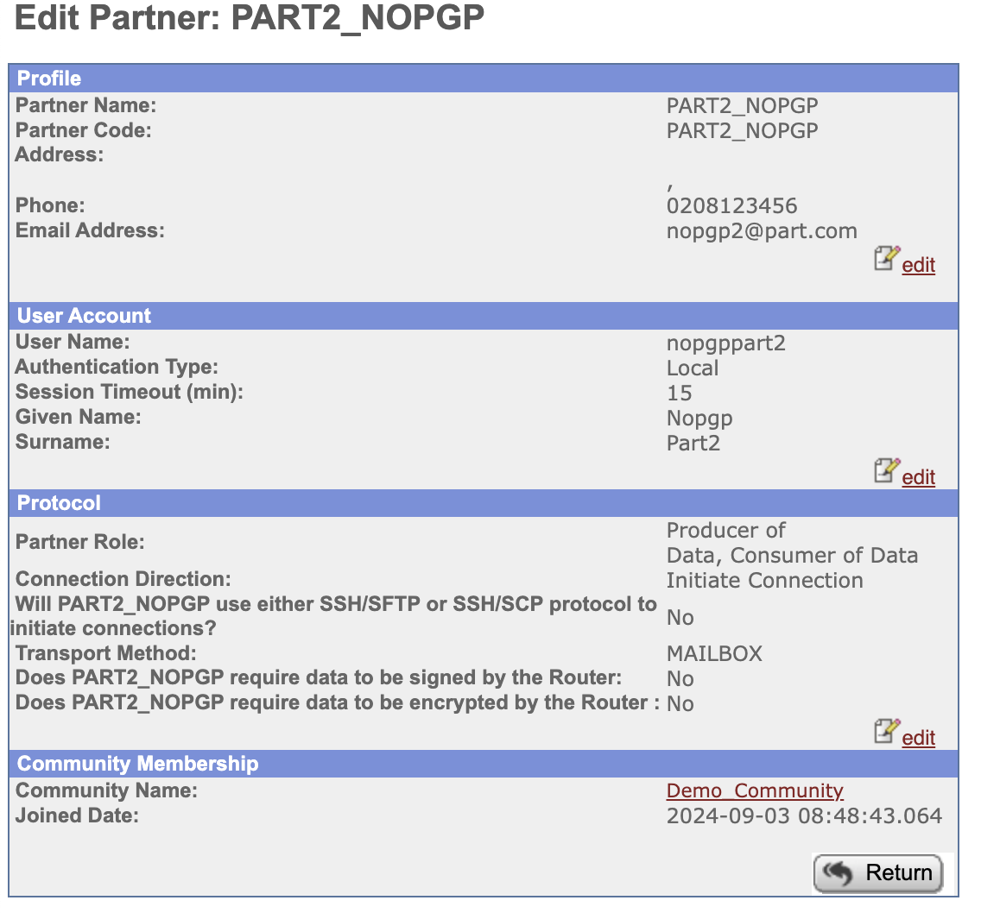 Edit Partner: PART2_NOPGP
Profile
Partner Name: PART2_NOPGP
Partner Code: PART2_NOPGP
Address:
,
Phone: 0208123456
Email Address: nopgp2@part.com
edit
User Account
User Name: nopgppart2
Authentication Type: Local
Session Timeout (min): 15
Given Name: Nopgp
Surname: Part2
edit
Protocol
Partner Role: Producer of
Data, Consumer of Data
Connection Direction: Initiate Connection
Will PART2_NOPGP use either SSH/SFTP or SSH/SCP protocol to
initiate connections? No
Transport Method: MAILBOX
Does PART2_NOPGP require data to be signed by the Router: No
Does PART2_NOPGP require data to be encrypted by the Router : No
edit
Community Membership
Community Name: Demo_Community
Joined Date: 2024-09-03 08:48:43.064
Return